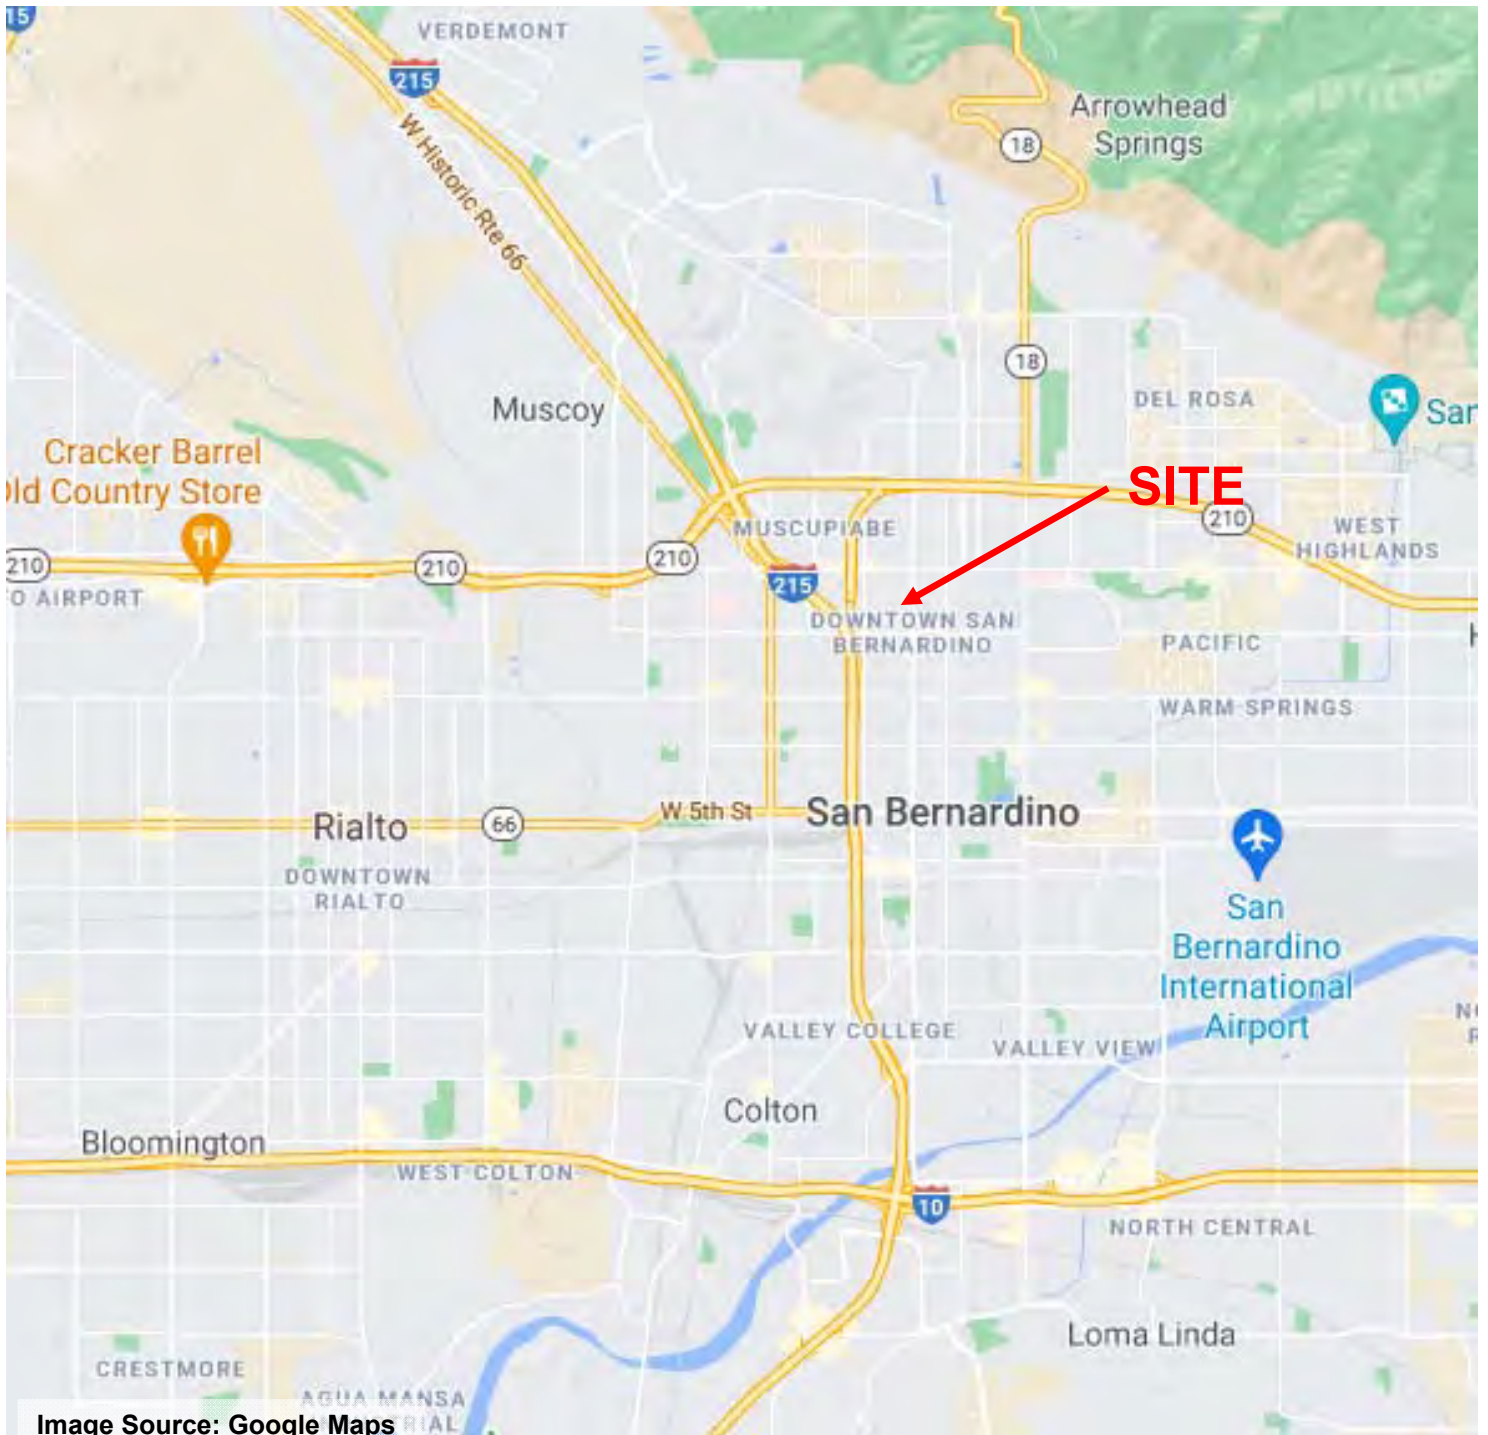 15
VERDEMONT
215
Arrowhead
Springs
18
W Historic Rte 66
18
DEL ROSA
Muscoy
San
Cracker Barrel
Old Country Store
SITE
210
MUSCUPIABE
WEST
HIGHLANDS
210
210
210
215
O AIRPORT
DOWNTOWN SAN
BERNARDINO
PACIFIC
H
WARM SPRINGS
W 5th St
San Bernardino
Rialto
66
DOWNTOWN
RIALTO
San
Bernardino
International
Airport
VALLEY COLLEGE
VALLEY VIEW
Colton
Bloomington
WEST COLTON
10
NORTH CENTRAL
Loma Linda
CRESTMORE
AGUA MANSA
Image Source: Google Maps